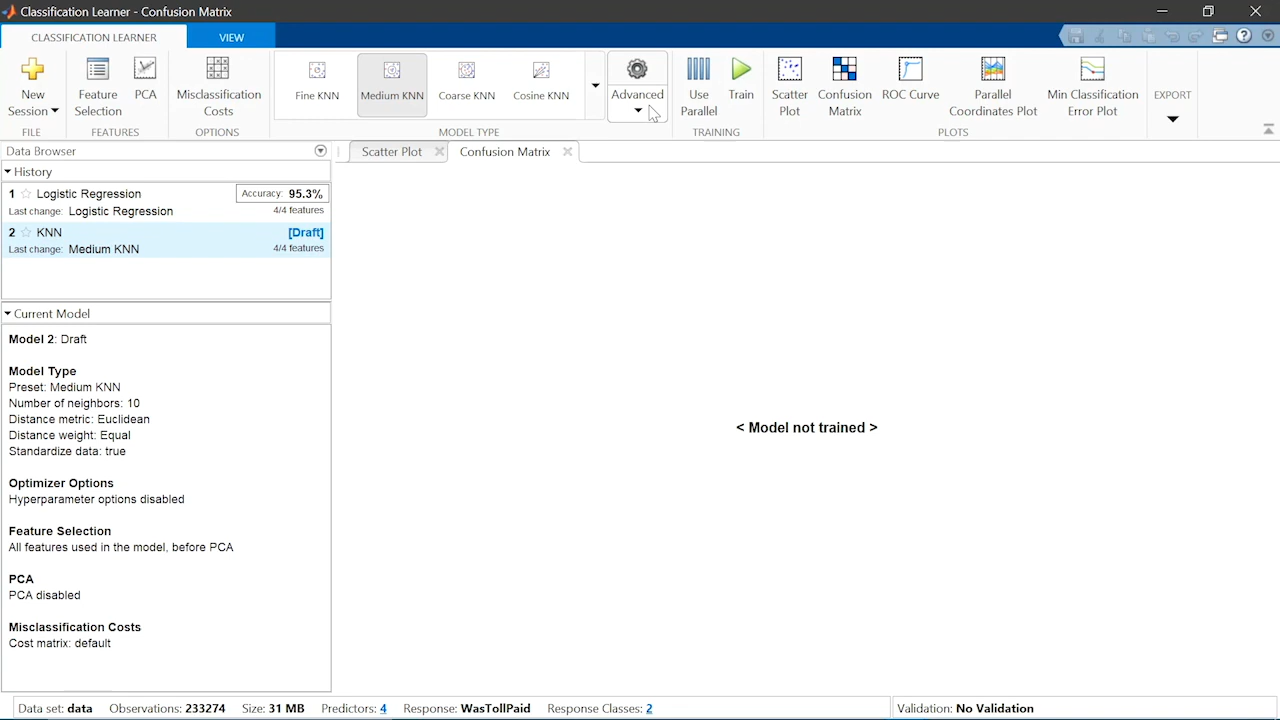 Classification Learner - Confusion Matrix
CLASSIFICATION LEARNER
VIEW
New Session
Feature Selection
PCA
Misclassification Costs
Fine KNN
Medium KNN
Coarse KNN
Cosine KNN
Advanced
Use Parallel
Train
Scatter Plot
Confusion Matrix
ROC Curve
Parallel Coordinates Plot
Min Classification Error Plot
EXPORT
FILE
FEATURES
OPTIONS
MODEL TYPE
TRAINING
PLOTS
Data Browser
Scatter Plot
Confusion Matrix
History
1 Logistic Regression Accuracy: 95.3%
Last change: Logistic Regression 4/4 features
2 KNN [Draft]
Last change: Medium KNN 4/4 features
Current Model
Model 2: Draft
Model Type
Preset: Medium KNN
Number of neighbors: 10
Distance metric: Euclidean
Distance weight: Equal
Standardize data: true
Optimizer Options
Hyperparameter options disabled
Feature Selection
All features used in the model, before PCA
PCA
PCA disabled
Misclassification Costs
Cost matrix: default
< Model not trained >
Data set: data Observations: 233274 Size: 31 MB Predictors: 4 Response: WasTollPaid Response Classes: 2
Validation: No Validation